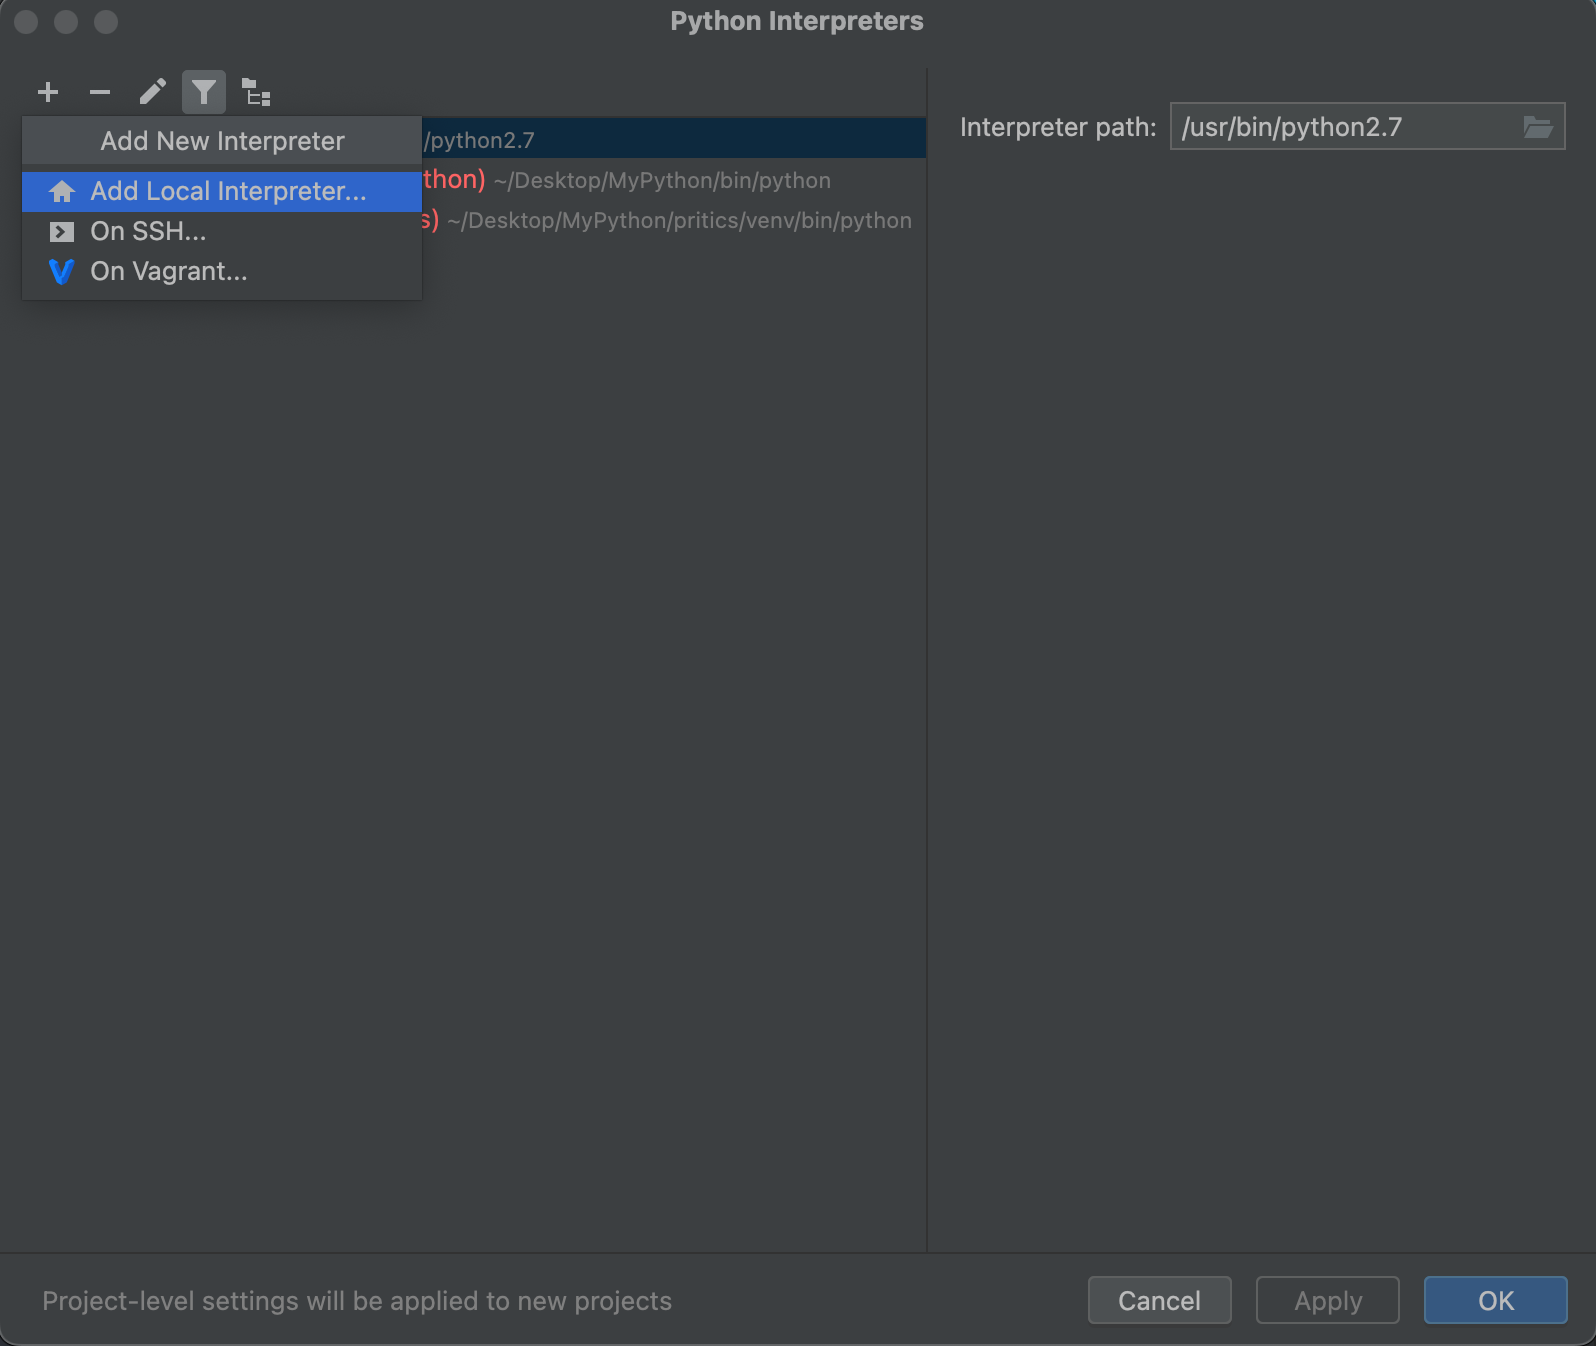 Python Interpreters
Add New Interpreter
Add Local Interpreter...
On SSH...
On Vagrant...
/python2.7
thon) ~/Desktop/MyPython/bin/python
s) ~/Desktop/MyPython/pritics/venv/bin/python
Interpreter path: /usr/bin/python2.7
Project-level settings will be applied to new projects
Cancel
Apply
OK